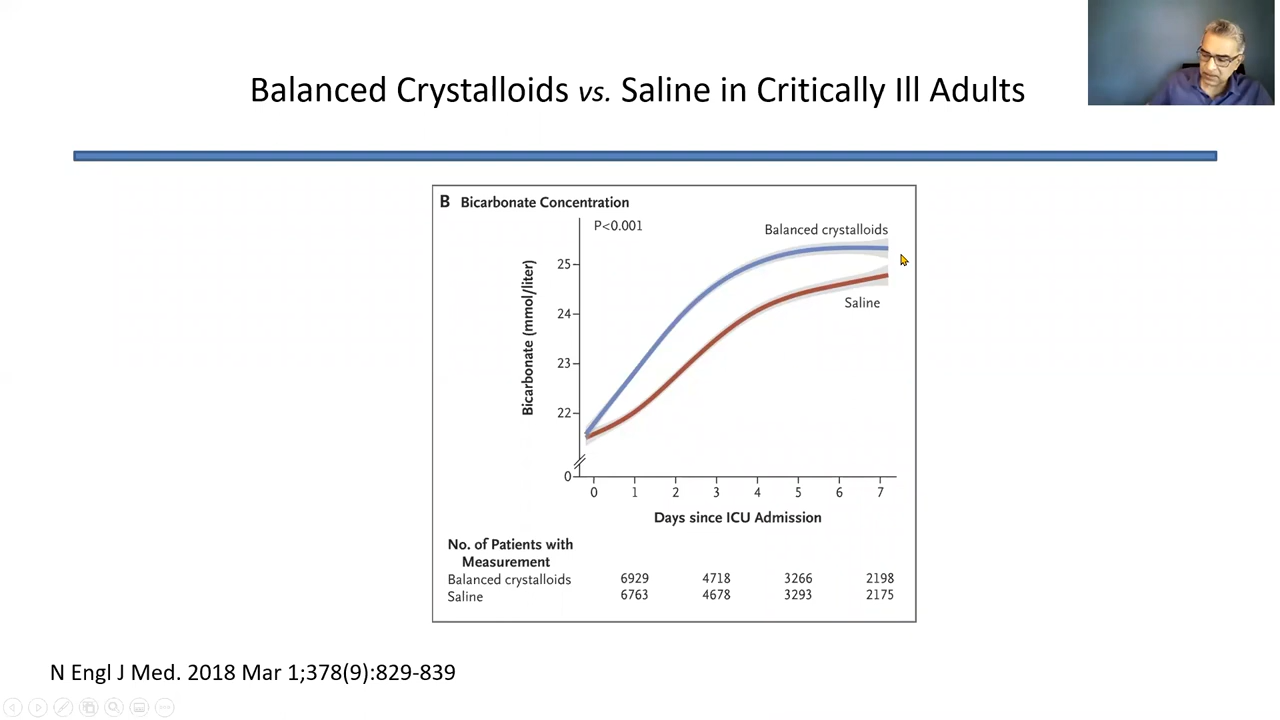 Balanced Crystalloids vs. Saline in Critically Ill Adults
B Bicarbonate Concentration
P<0.001
Balanced crystalloids
Saline
Bicarbonate (mmol/liter)
25
24
23
22
0
0 1 2 3 4 5 6 7
Days since ICU Admission
No. of Patients with
Measurement
Balanced crystalloids 6929 4718 3266 2198
Saline 6763 4678 3293 2175
N Engl J Med. 2018 Mar 1;378(9):829-839